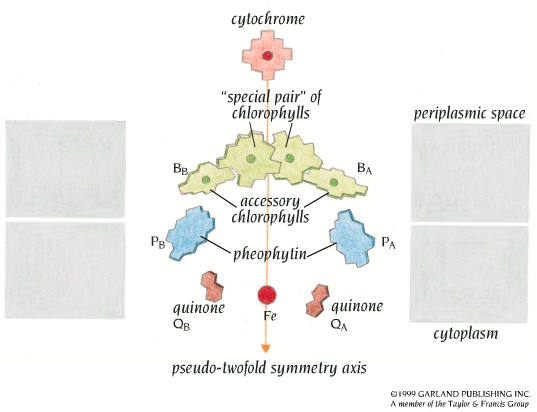 cytochrome
"special pair" of
chlorophylls
periplasmic space
B_B
B_A
accessory
chlorophylls
P_B
pheophytin
P_A
quinone
Q_B
Fe
quinone
Q_A
cytoplasm
pseudo-twofold symmetry axis
©1999 GARLAND PUBLISHING INC.
A member of the Taylor & Francis Group